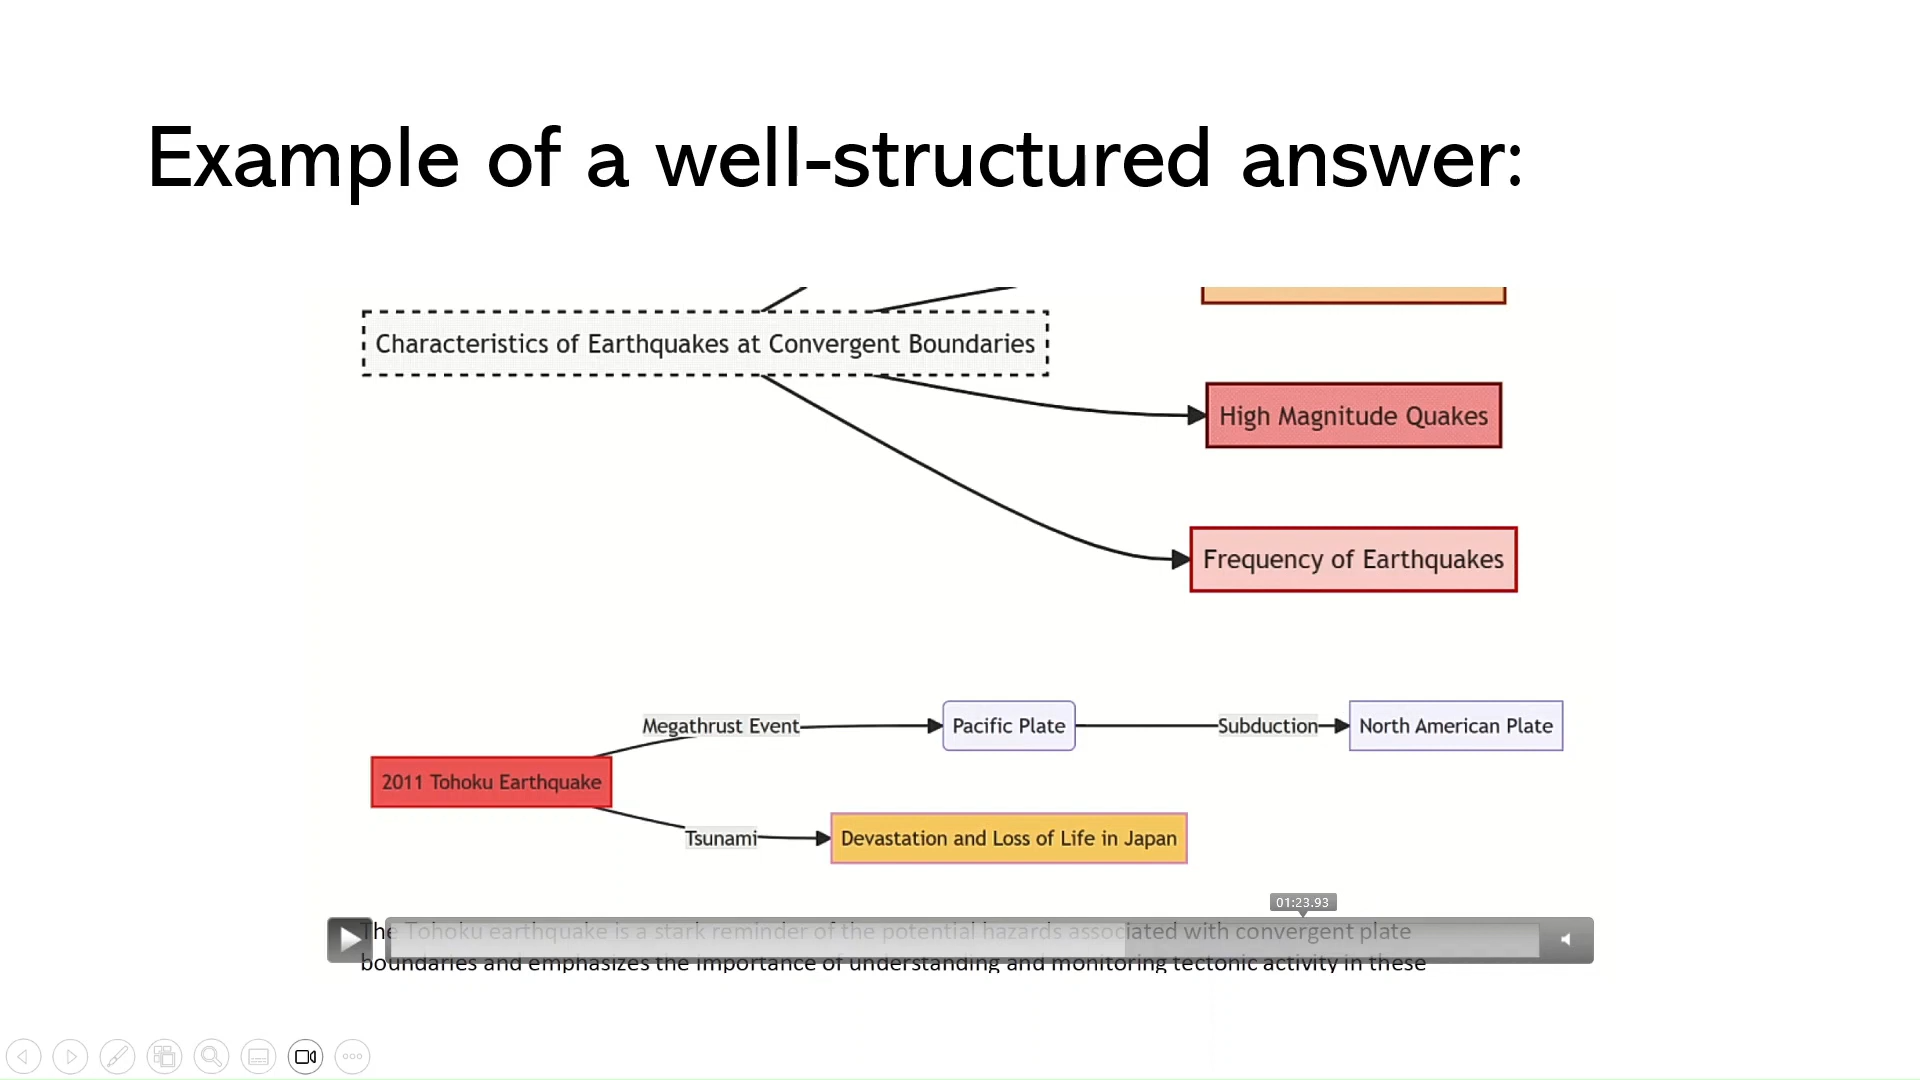 Example of a well-structured answer:
Characteristics of Earthquakes at Convergent Boundaries
High Magnitude Quakes
Frequency of Earthquakes
Megathrust Event
Pacific Plate
Subduction
North American Plate
2011 Tohoku Earthquake
Tsunami
Devastation and Loss of Life in Japan
01:23.93
The Tohoku earthquake is a stark reminder of the potential hazards associated with convergent plate
boundaries and emphasizes the importance of understanding and monitoring tectonic activity in these